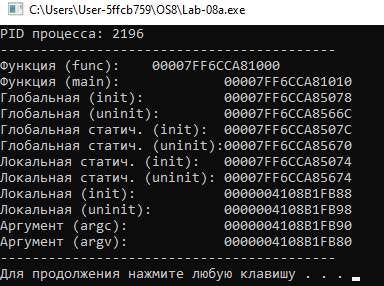 C:\Users\User-5ffcb759\OS8\Lab-08a.exe
PID процесса: 2196
-------------------------------------
Функция (func):    00007FF6CCA81000
Функция (main):             00007FF6CCA81010
Глобальная (init):          00007FF6CCA85078
Глобальная (uninit):        00007FF6CCA8566C
Глобальная статич. (init):  00007FF6CCA8507C
Глобальная статич. (uninit):00007FF6CCA85670
Локальная статич. (init):   00007FF6CCA85074
Локальная статич. (uninit): 00007FF6CCA85674
Локальная (init):           0000004108B1FB88
Локальная (uninit):         0000004108B1FB98
Аргумент (argc):            0000004108B1FB90
Аргумент (argv):            0000004108B1FB80
-------------------------------------
Для продолжения нажмите любую клавишу . . .